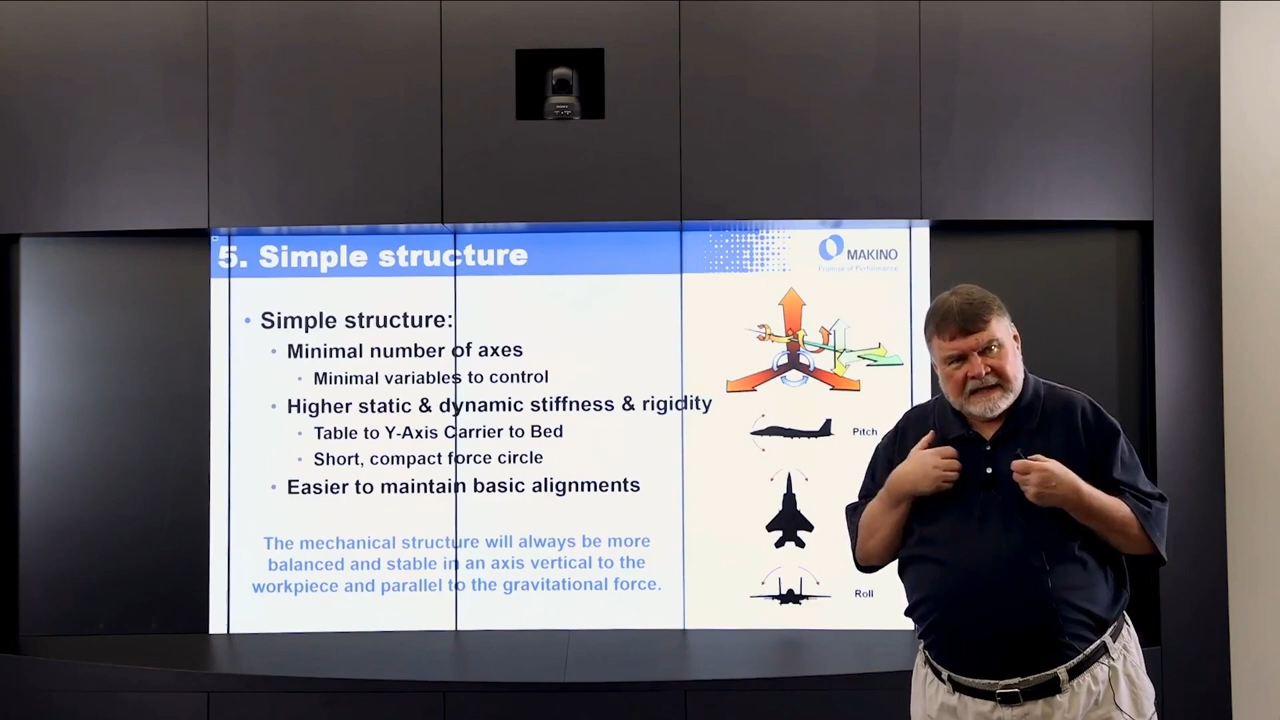 SONY
5. Simple structure
MAKINO
• Simple structure:
• Minimal number of axes
• Minimal variables to control
• Higher static & dynamic stiffness & rigidity
• Table to Y-Axis Carrier to Bed
• Short, compact force circle
• Easier to maintain basic alignments
The mechanical structure will always be more
balanced and stable in an axis vertical to the
workpiece and parallel to the gravitational force.
Pitch
Roll